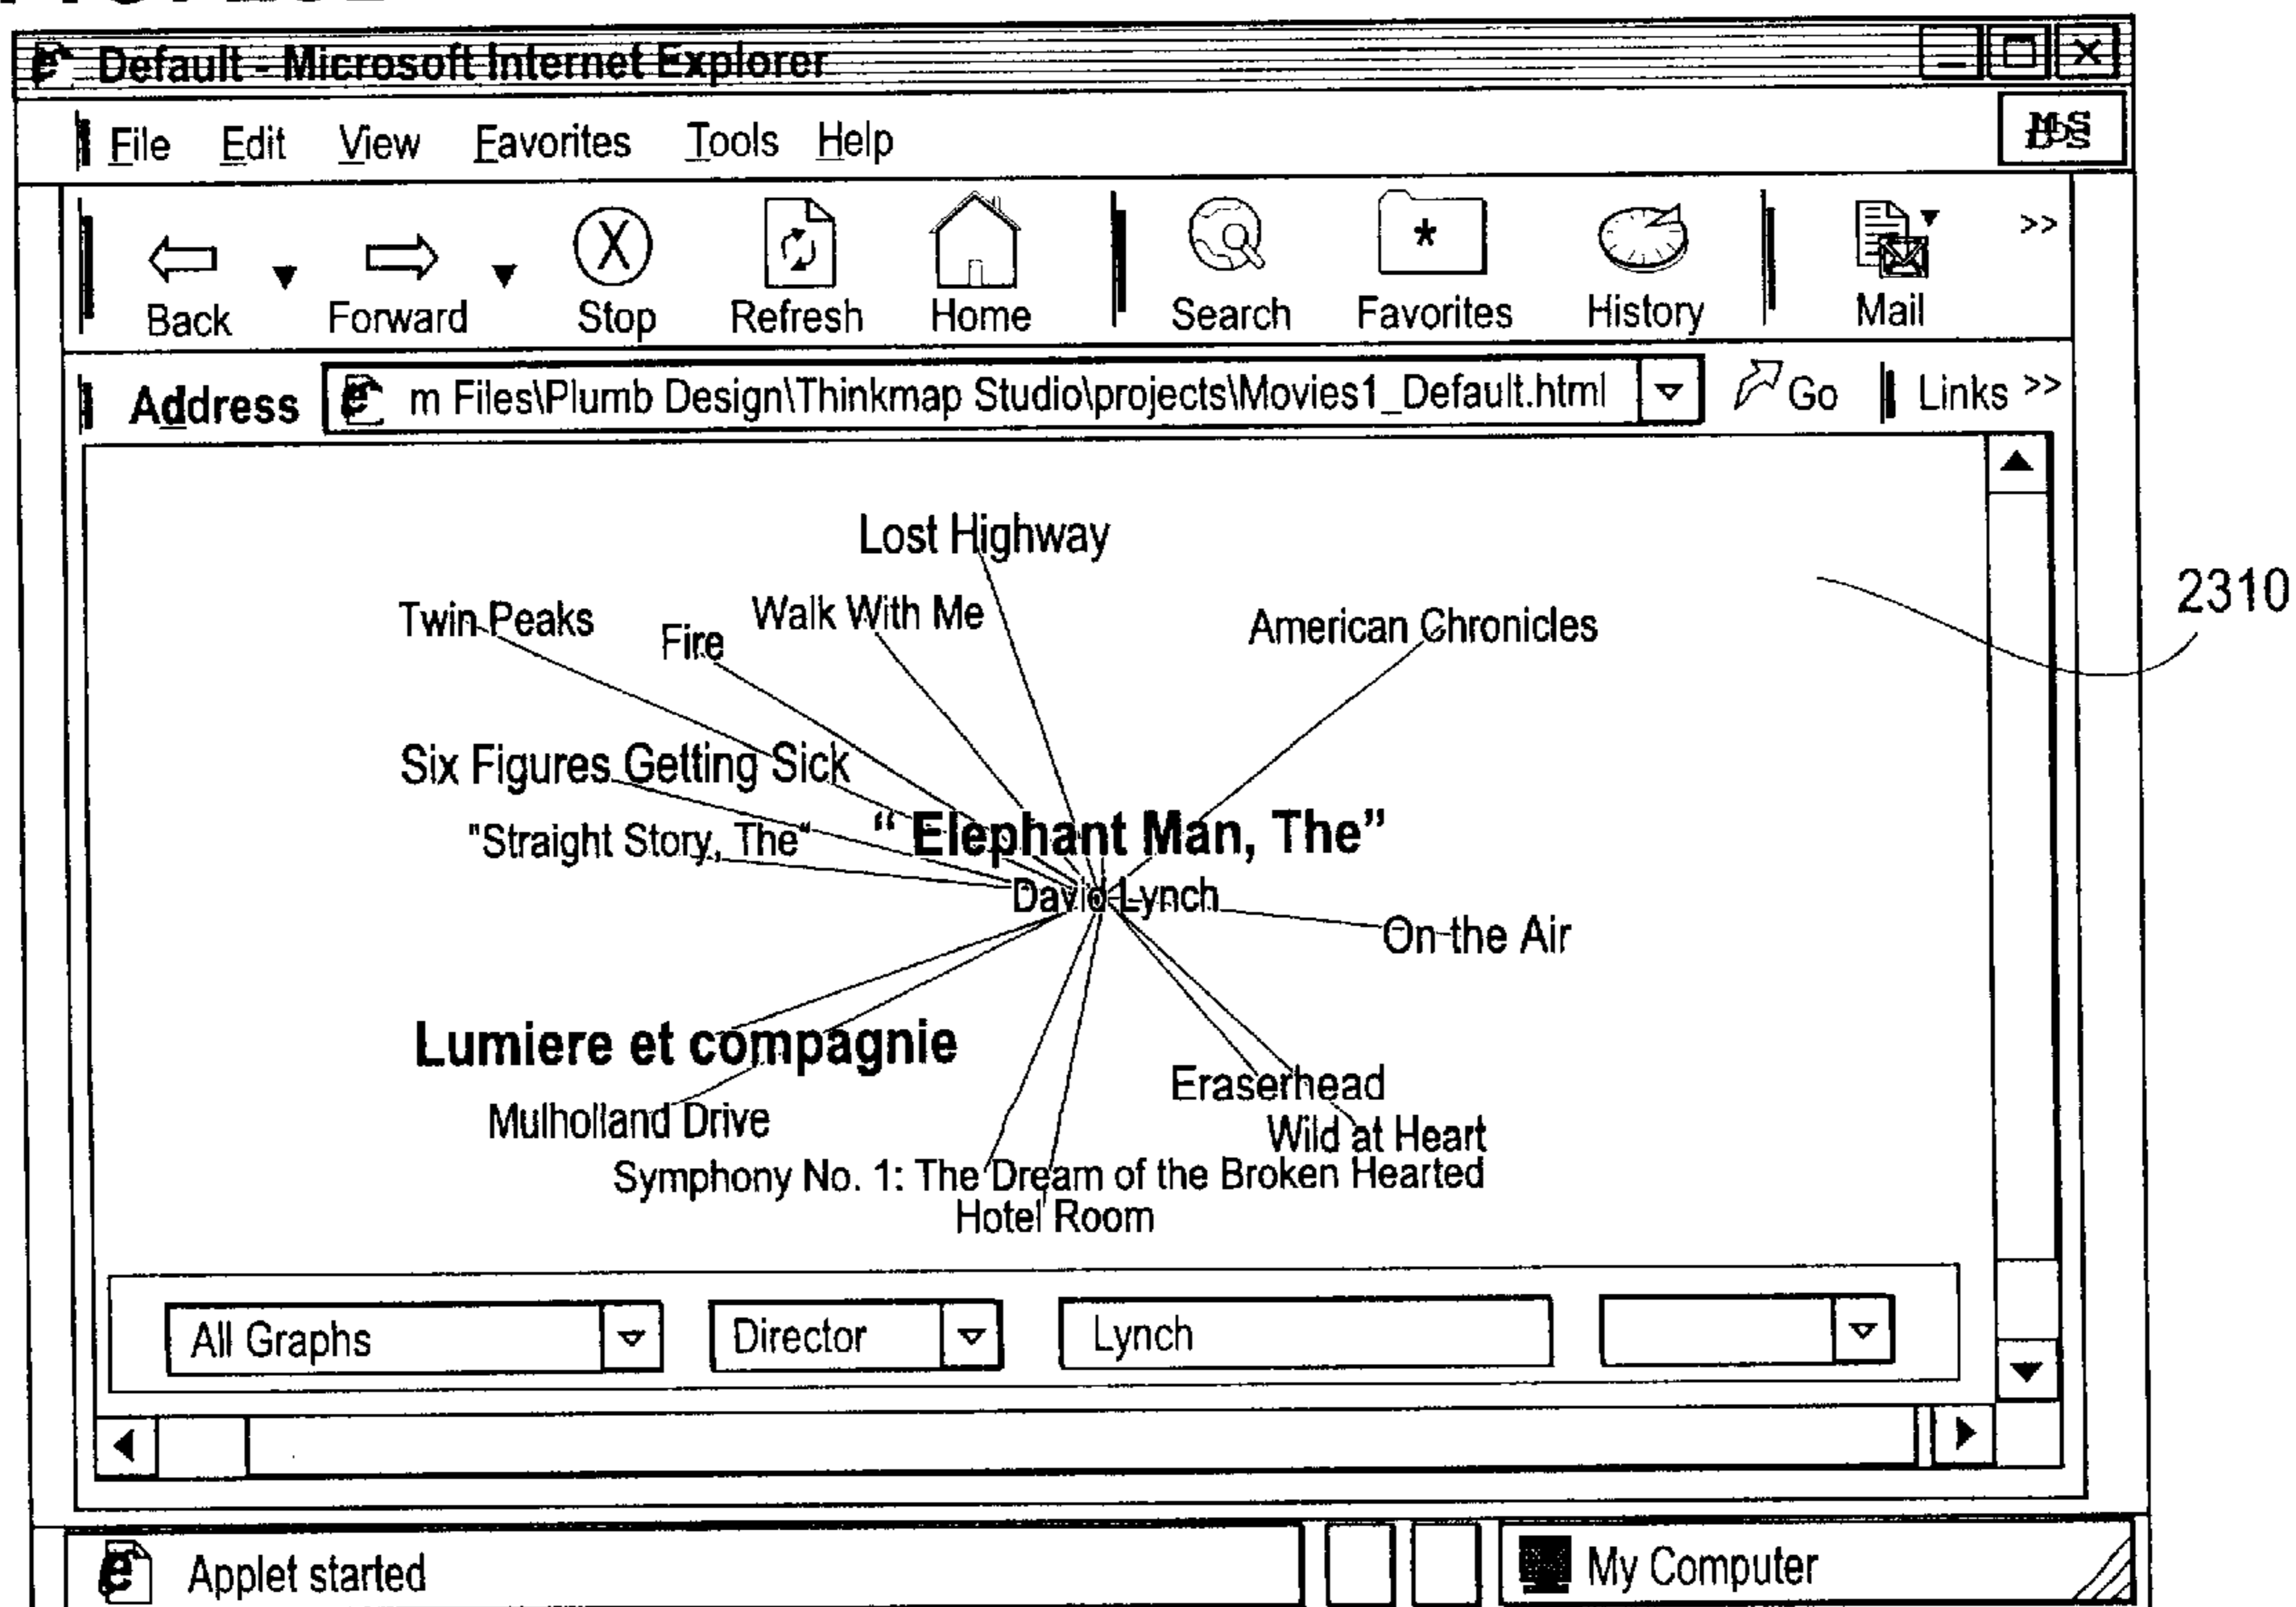 Default - Microsoft Internet Explorer
File Edit View Favorites Tools Help
Back Forward Stop Refresh Home Search Favorites History Mail >>
Address m Files\Plumb Design\Thinkmap Studio\projects\Movies1_Default.html Go Links >>
Lost Highway
2310
Twin Peaks Fire Walk With Me American Chronicles
Six Figures Getting Sick
"Straight Story, The" “ Elephant Man, The”
David Lynch
On the Air
Lumiere et compagnie
Eraserhead
Mulholland Drive Wild at Heart
Symphony No. 1: The Dream of the Broken Hearted
Hotel Room
All Graphs Director Lynch
Applet started My Computer